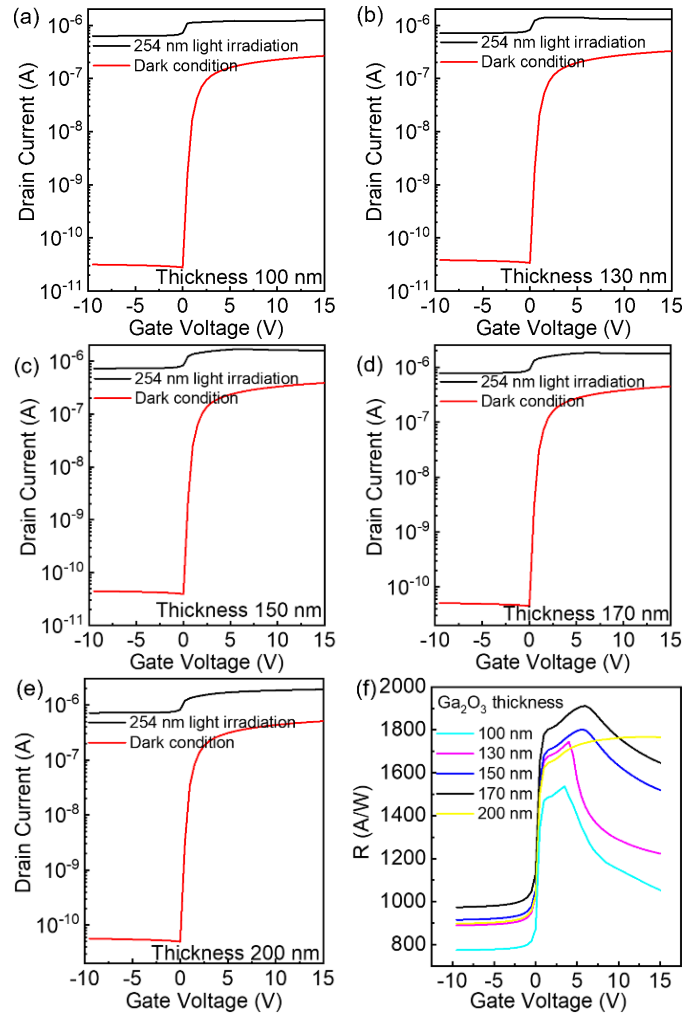 (a)
10⁻⁶
10⁻⁷
10⁻⁸
10⁻⁹
10⁻¹⁰
10⁻¹¹
Drain Current (A)
254 nm light irradiation
Dark condition
Thickness 100 nm
-10 -5 0 5 10 15
Gate Voltage (V)
(b)
10⁻⁶
10⁻⁷
10⁻⁸
10⁻⁹
10⁻¹⁰
10⁻¹¹
Drain Current (A)
254 nm light irradiation
Dark condition
Thickness 130 nm
-10 -5 0 5 10 15
Gate Voltage (V)
(c)
10⁻⁶
10⁻⁷
10⁻⁸
10⁻⁹
10⁻¹⁰
10⁻¹¹
Drain Current (A)
254 nm light irradiation
Dark condition
Thickness 150 nm
-10 -5 0 5 10 15
Gate Voltage (V)
(d)
10⁻⁶
10⁻⁷
10⁻⁸
10⁻⁹
10⁻¹⁰
Drain Current (A)
254 nm light irradiation
Dark condition
Thickness 170 nm
-10 -5 0 5 10 15
Gate Voltage (V)
(e)
10⁻⁶
10⁻⁷
10⁻⁸
10⁻⁹
10⁻¹⁰
Drain Current (A)
254 nm light irradiation
Dark condition
Thickness 200 nm
-10 -5 0 5 10 15
Gate Voltage (V)
(f)
2000
1800
1600
1400
1200
1000
800
R (A/W)
Ga₂O₃ thickness
100 nm
130 nm
150 nm
170 nm
200 nm
-10 -5 0 5 10 15
Gate Voltage (V)